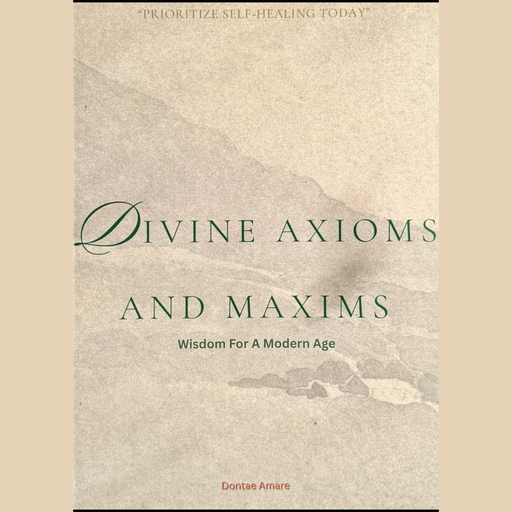 "PRIORITIZE SELF-HEALING TODAY"
DIVINE AXIOMS
AND MAXIMS
Wisdom For A Modern Age
Dontae Amare